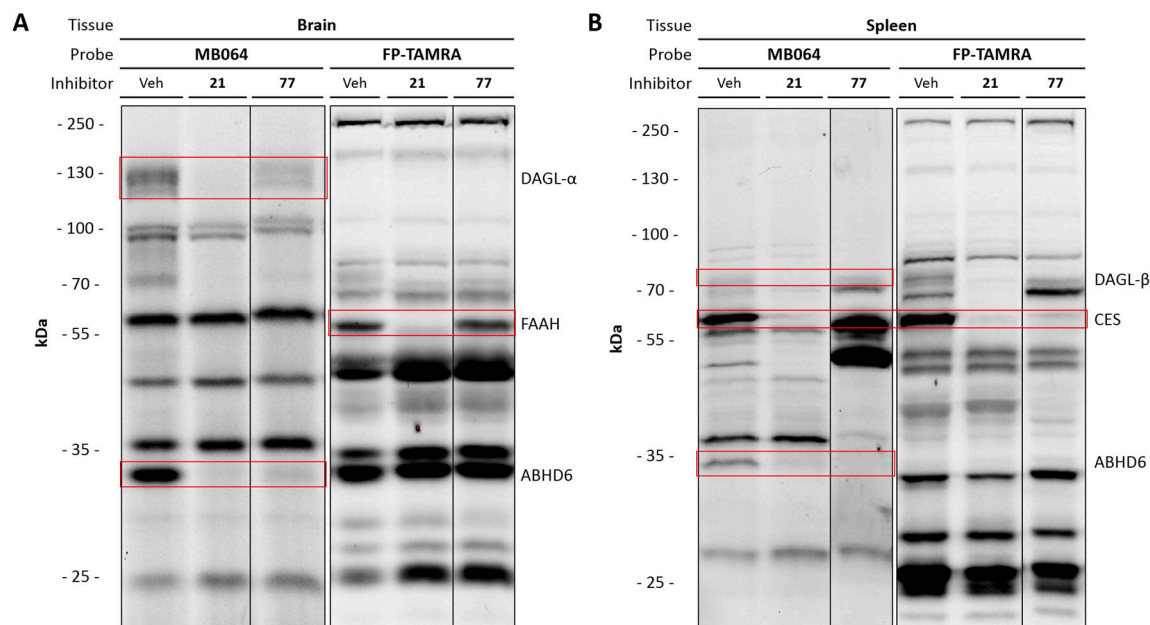 A
Tissue Brain
Probe MB064 FP-TAMRA
Inhibitor Veh 21 77 Veh 21 77
- 250 -
- 130 -
DAGL-α
- 100 -
- 70 -
kDa
FAAH
- 55 -
- 35 -
ABHD6
- 25 -
B
Tissue Spleen
Probe MB064 FP-TAMRA
Inhibitor Veh 21 77 Veh 21 77
- 250 -
- 130 -
- 100 -
DAGL-β
- 70 -
CES
kDa
- 55 -
- 35 -
ABHD6
- 25 -